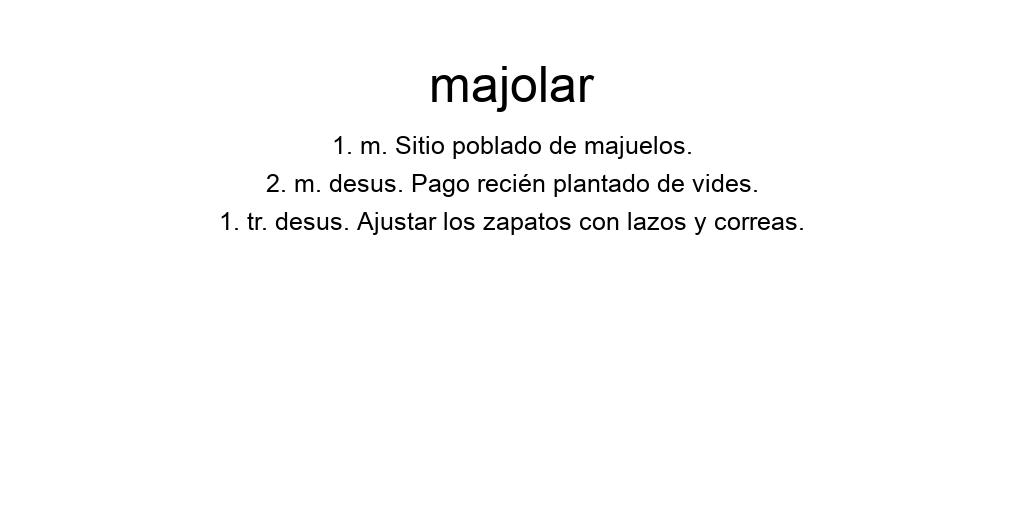 majolar
1. m. Sitio poblado de majuelos.
2. m. desus. Pago recién plantado de vides.
1. tr. desus. Ajustar los zapatos con lazos y correas.